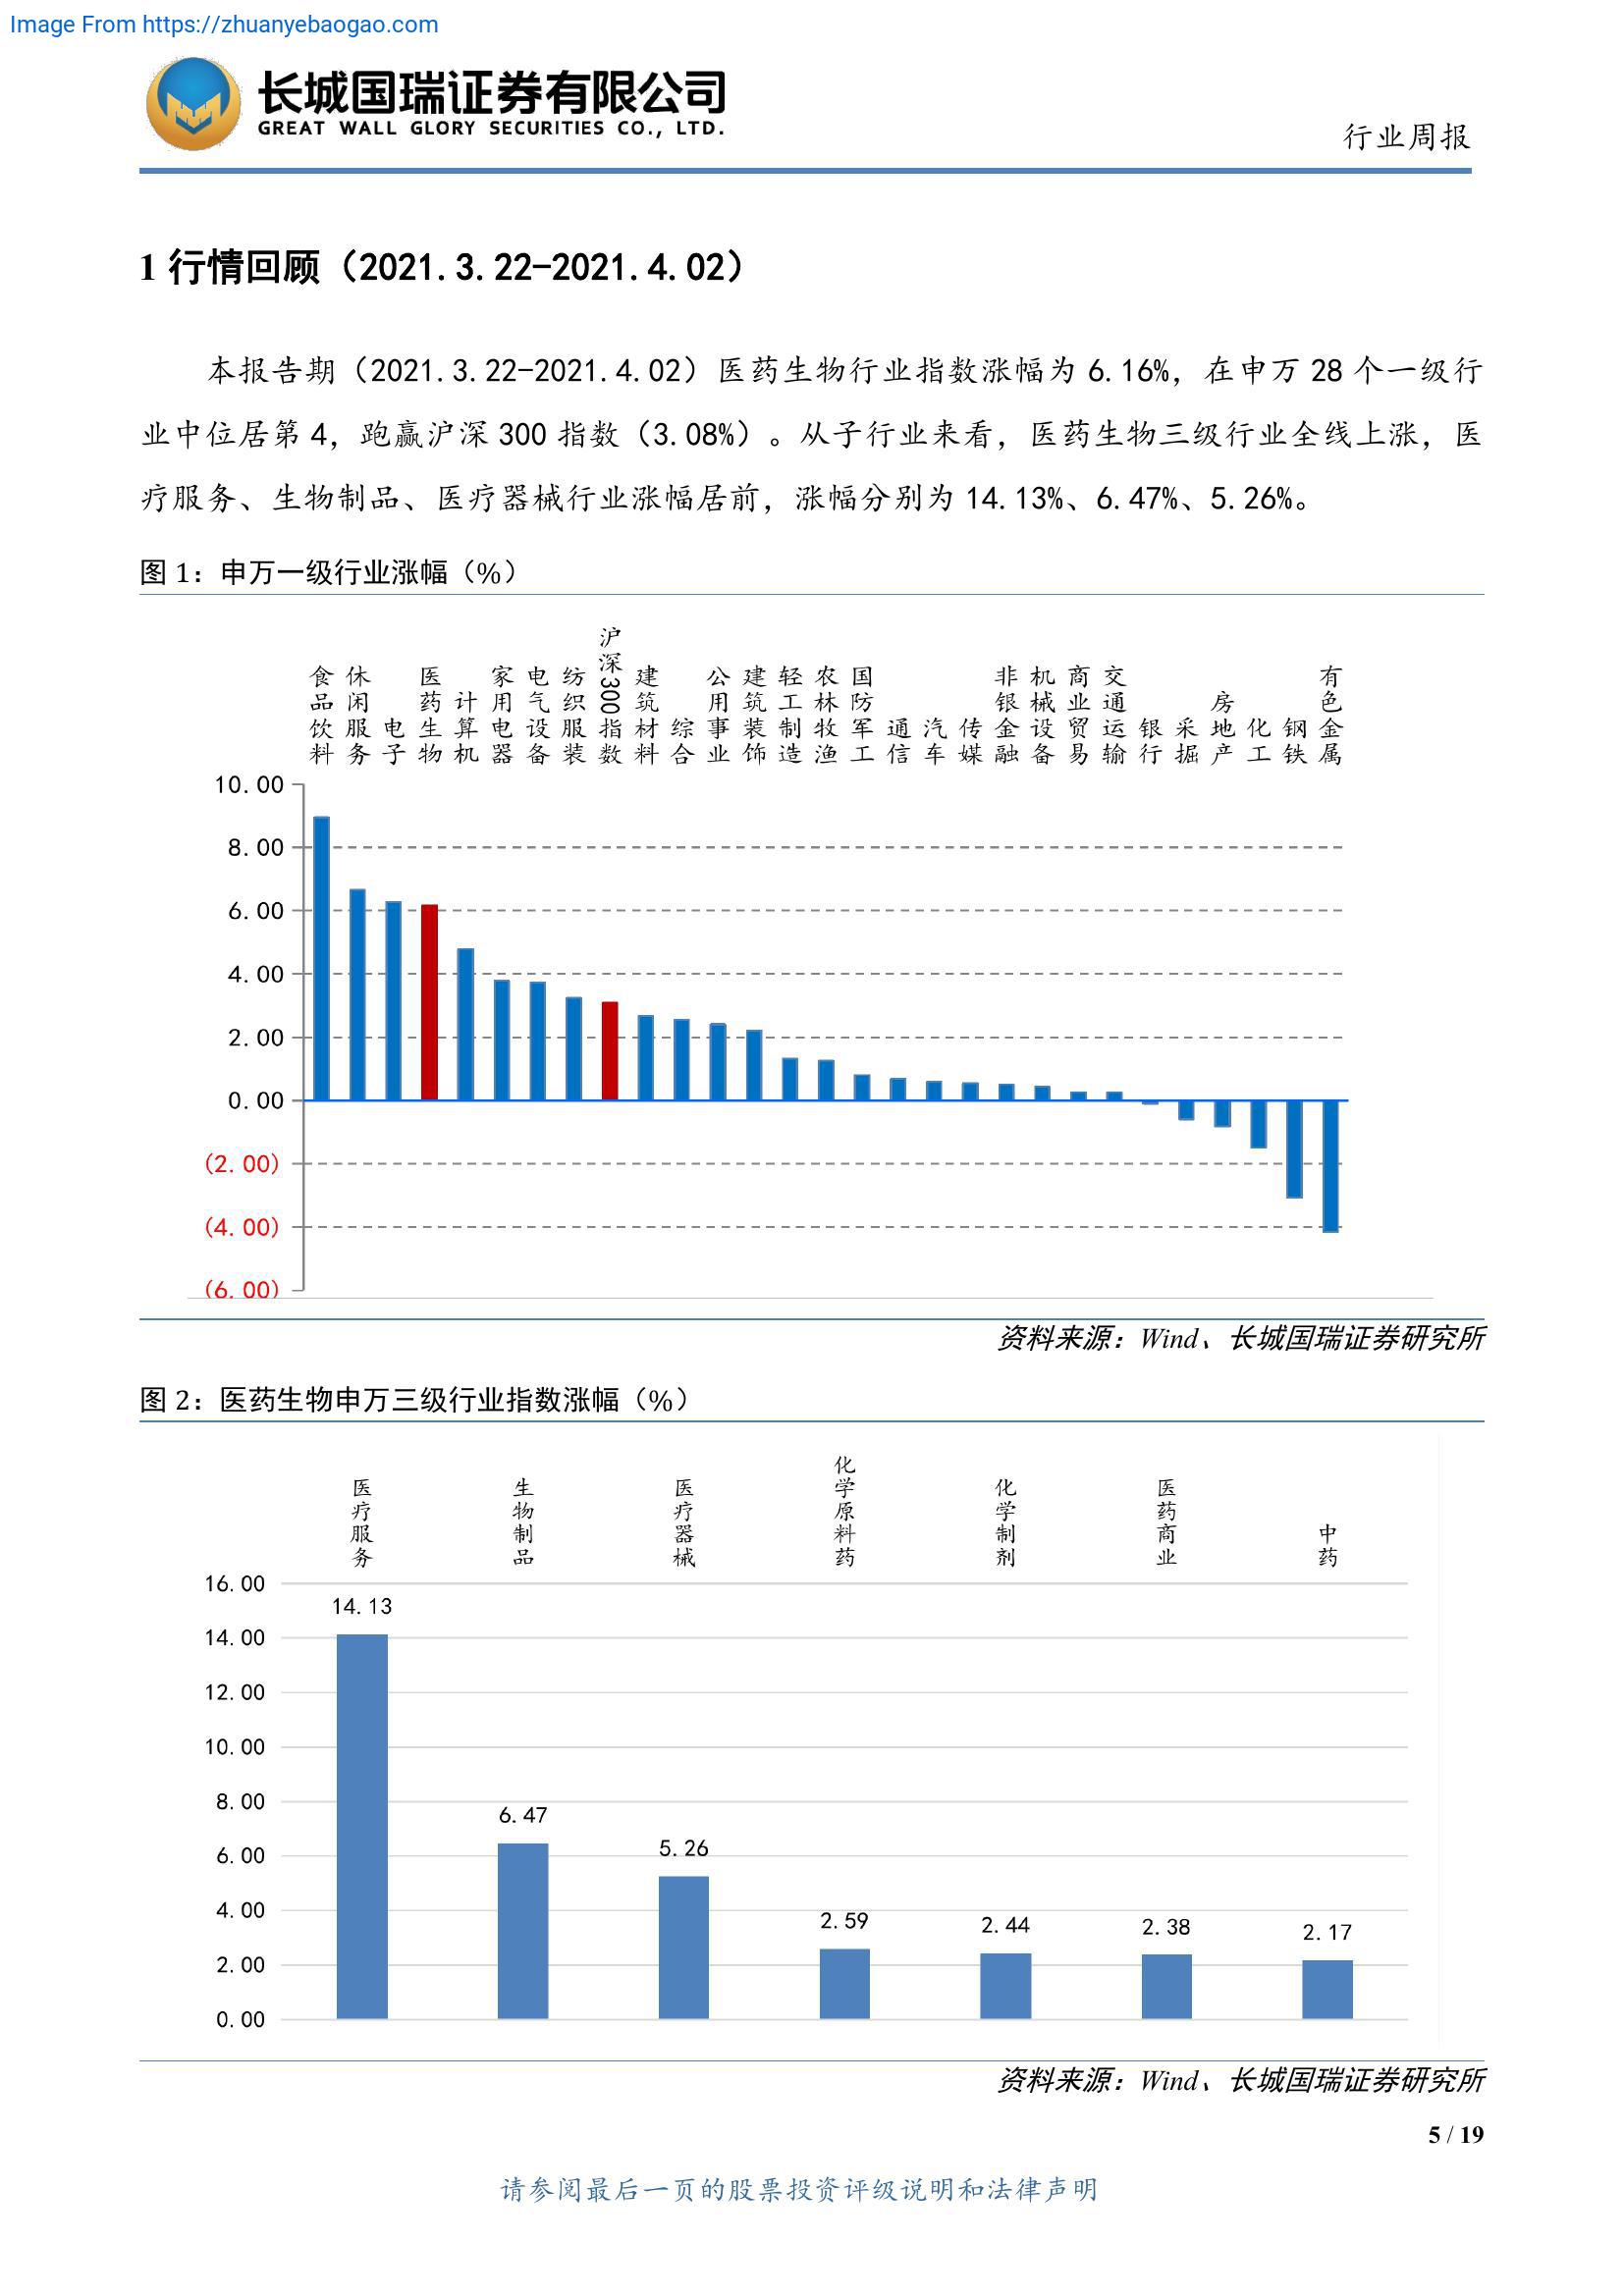 Image From https://zhuanyebaogao.com
长城国瑞证券有限公司
GREAT WALL GLORY SECURITIES CO., LTD.
行业周报
1 行情回顾（2021.3.22-2021.4.02）
本报告期（2021.3.22-2021.4.02）医药生物行业指数涨幅为 6.16%，在申万 28 个一级行
业中位居第 4，跑赢沪深 300 指数（3.08%）。从子行业来看，医药生物三级行业全线上涨，医
疗服务、生物制品、医疗器械行业涨幅居前，涨幅分别为 14.13%、6.47%、5.26%。
图 1：申万一级行业涨幅（%）
食品饮料
休闲服务
电子
医药生物
计算机
家用电器
电气设备
纺织服装
沪深300指数
建筑材料
综合
公用事业
建筑装饰
轻工制造
农林牧渔
国防军工
通信
汽车
传媒
非银金融
机械设备
商业贸易
交通运输
银行
采掘
房地产
化工
钢铁
有色金属
10.00
8.00
6.00
4.00
2.00
0.00
(2.00)
(4.00)
(6.00)
资料来源：Wind、长城国瑞证券研究所
图 2：医药生物申万三级行业指数涨幅（%）
医疗服务
生物制品
医疗器械
化学原料药
化学制剂
医药商业
中药
16.00
14.00
12.00
10.00
8.00
6.00
4.00
2.00
0.00
14.13
6.47
5.26
2.59
2.44
2.38
2.17
资料来源：Wind、长城国瑞证券研究所
5 / 19
请参阅最后一页的股票投资评级说明和法律声明